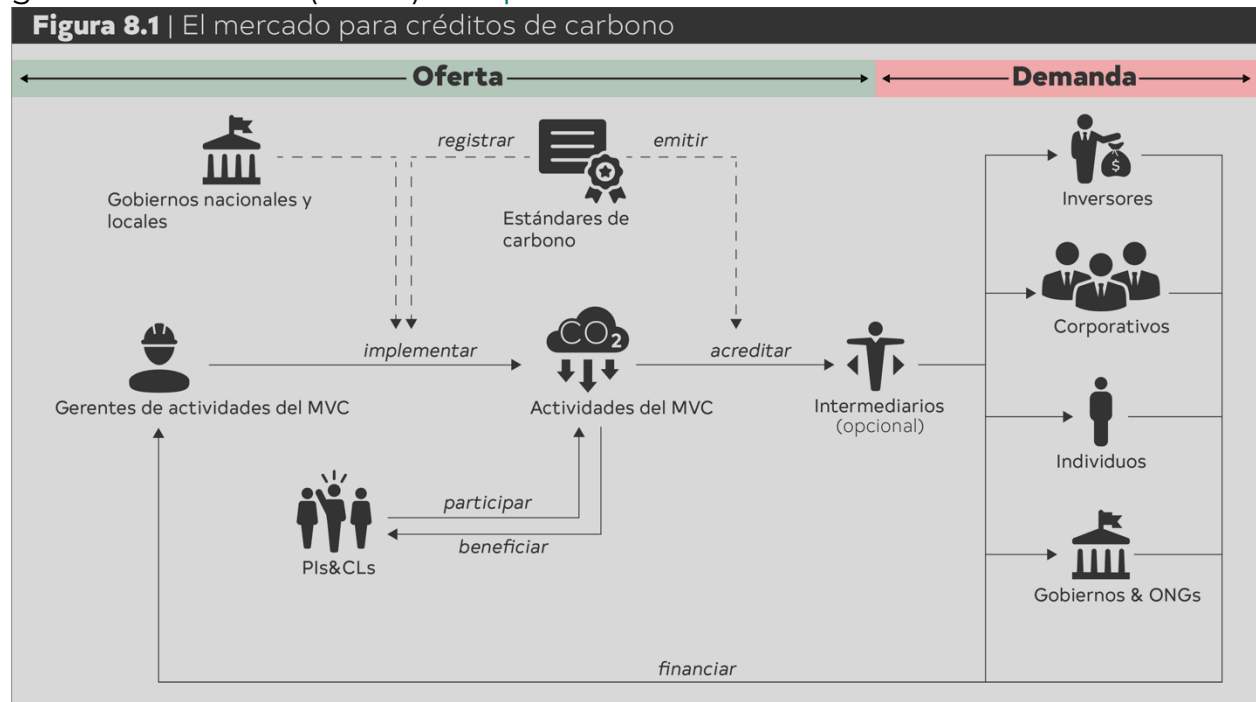 Figura 8.1 | El mercado para créditos de carbono
Oferta
Demanda
registrar
emitir
Gobiernos nacionales y
locales
Estándares de
carbono
$
Inversores
Corporativos
CO2
implementar
acreditar
Gerentes de actividades del MVC
Actividades del MVC
Intermediarios
(opcional)
Individuos
participar
beneficiar
PIs&CLs
Gobiernos & ONGs
financiar